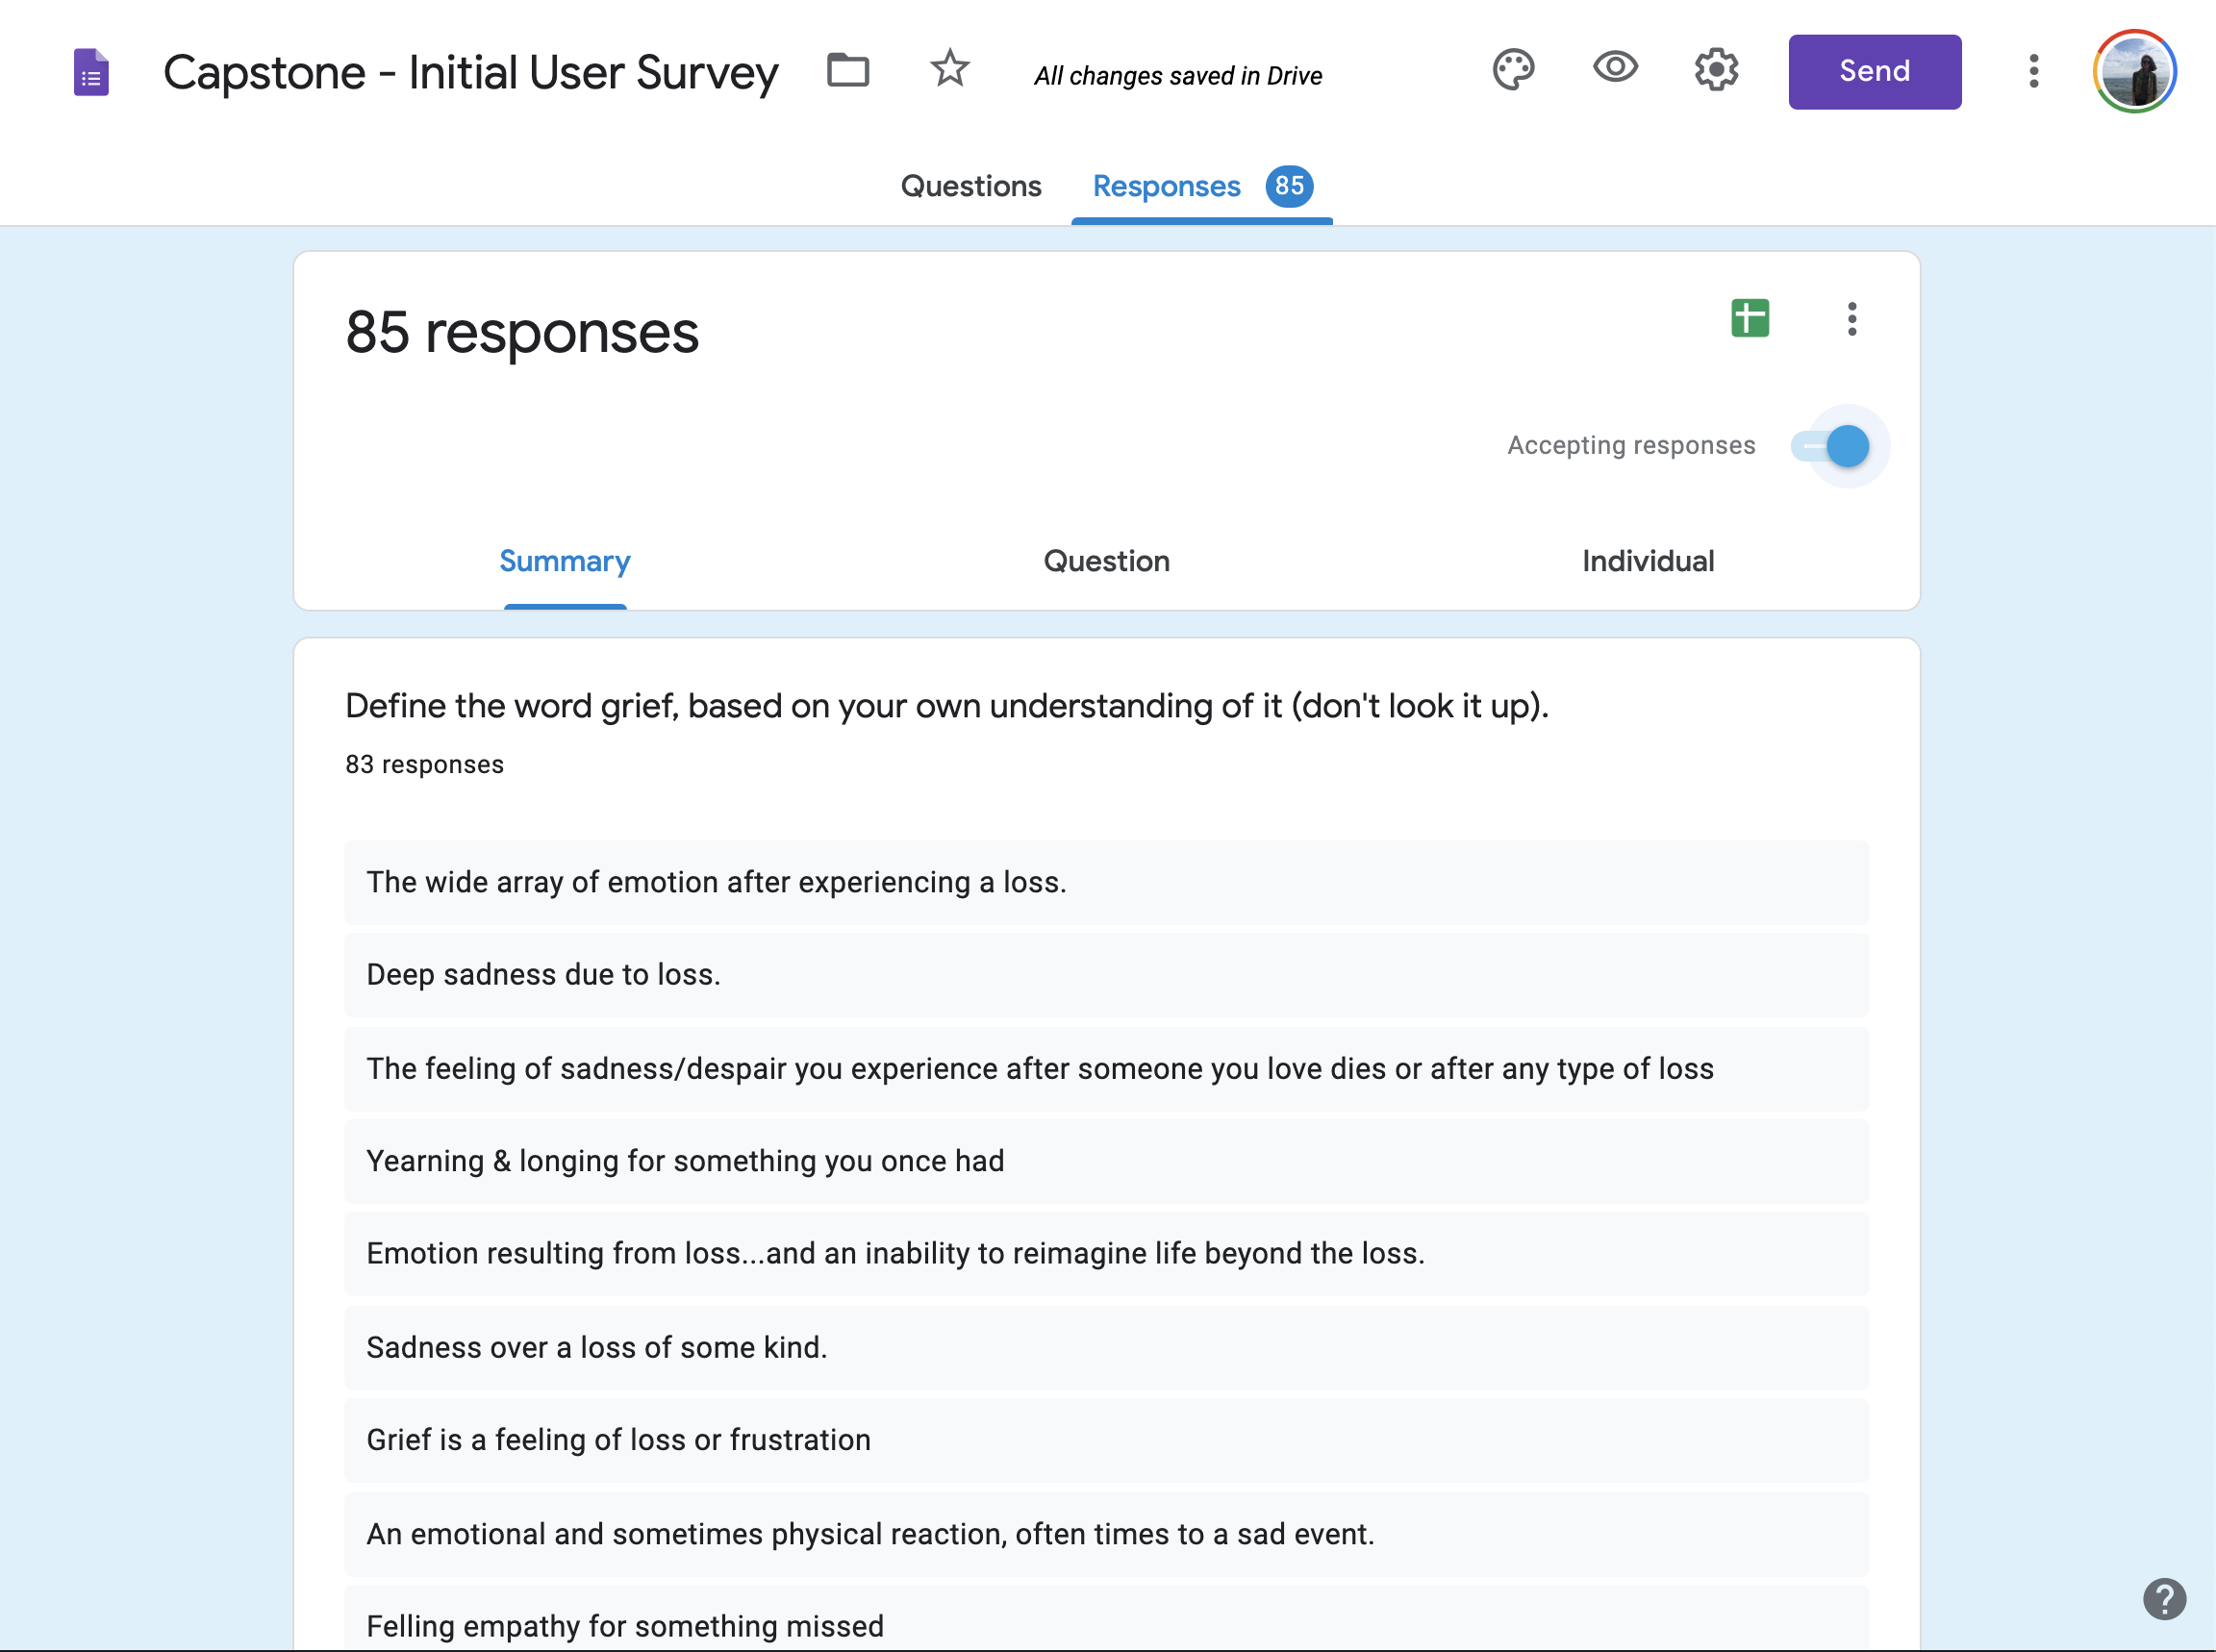 Capstone - Initial User Survey
All changes saved in Drive
Send
Questions
Responses 85
85 responses
Accepting responses
Summary
Question
Individual
Define the word grief, based on your own understanding of it (don't look it up).
83 responses
The wide array of emotion after experiencing a loss.
Deep sadness due to loss.
The feeling of sadness/despair you experience after someone you love dies or after any type of loss
Yearning & longing for something you once had
Emotion resulting from loss...and an inability to reimagine life beyond the loss.
Sadness over a loss of some kind.
Grief is a feeling of loss or frustration
An emotional and sometimes physical reaction, often times to a sad event.
Felling empathy for something missed
?